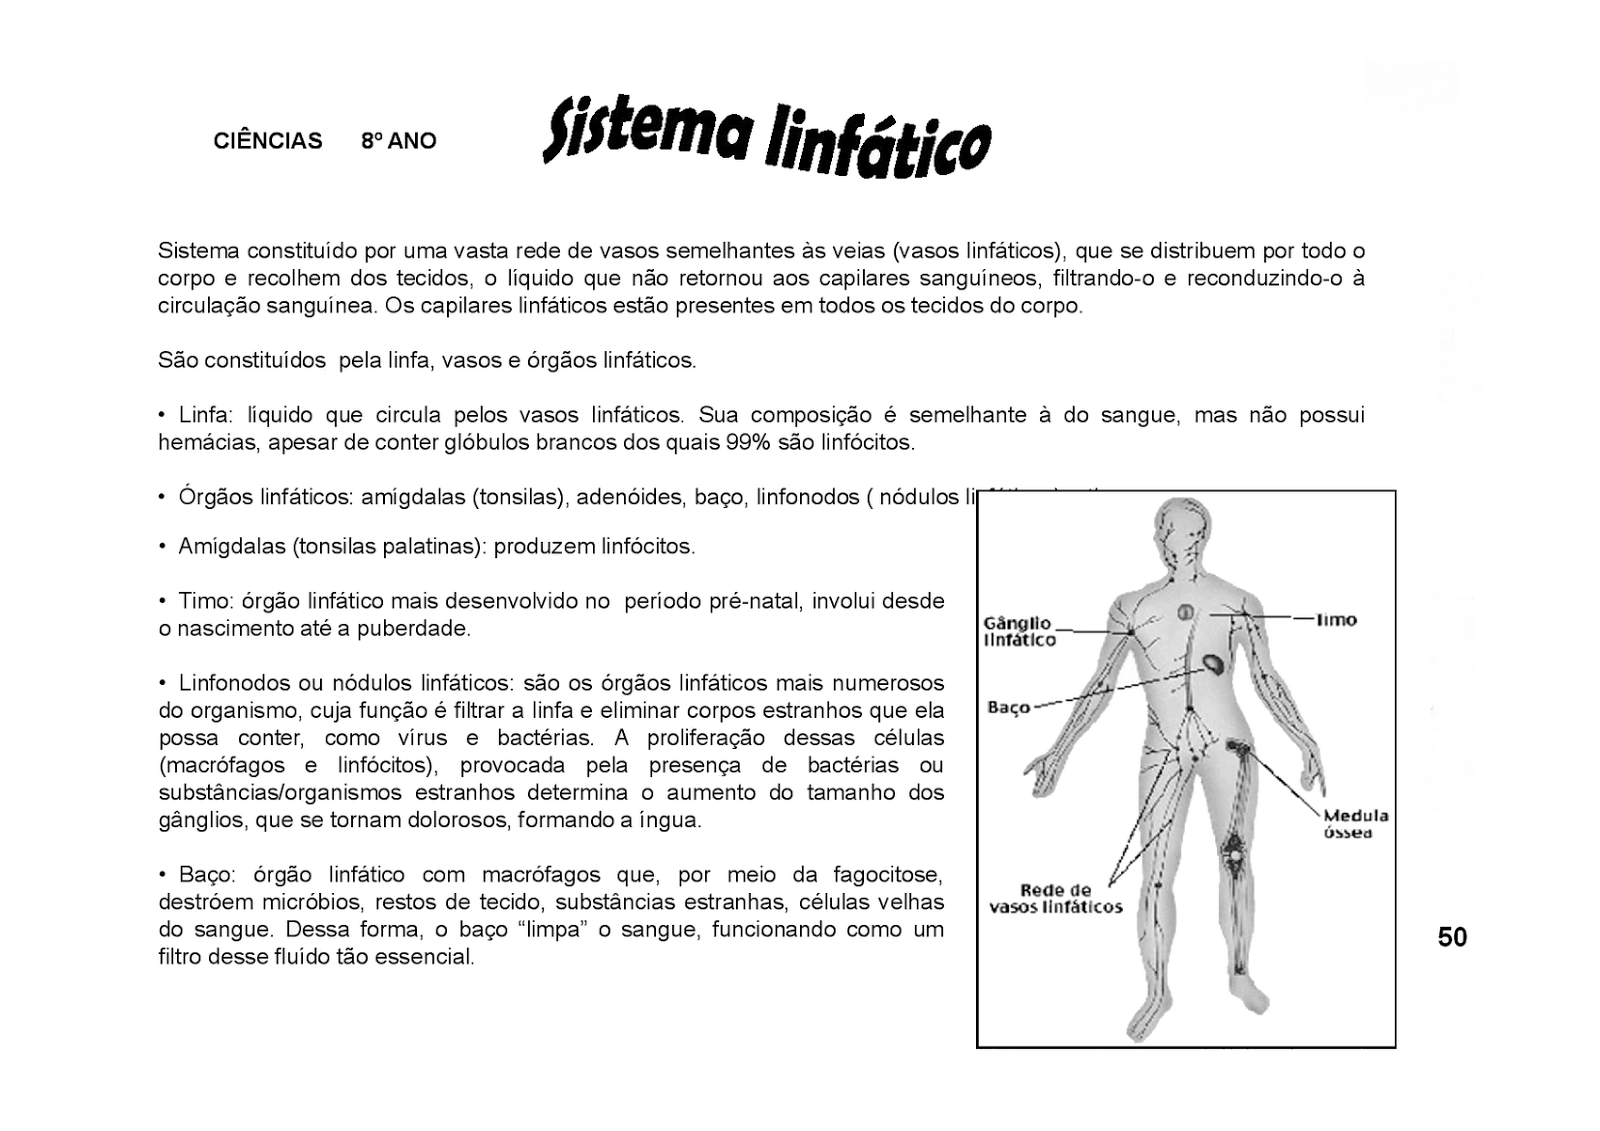 CIÊNCIAS 8º ANO
Sistema linfático
Sistema constituído por uma vasta rede de vasos semelhantes às veias (vasos linfáticos), que se distribuem por todo o
corpo e recolhem dos tecidos, o líquido que não retornou aos capilares sanguíneos, filtrando-o e reconduzindo-o à
circulação sanguínea. Os capilares linfáticos estão presentes em todos os tecidos do corpo.
São constituídos pela linfa, vasos e órgãos linfáticos.
• Linfa: líquido que circula pelos vasos linfáticos. Sua composição é semelhante à do sangue, mas não possui
hemácias, apesar de conter glóbulos brancos dos quais 99% são linfócitos.
• Órgãos linfáticos: amígdalas (tonsilas), adenóides, baço, linfonodos ( nódulos
• Amígdalas (tonsilas palatinas): produzem linfócitos.
• Timo: órgão linfático mais desenvolvido no período pré-natal, involui desde
o nascimento até a puberdade.
• Linfonodos ou nódulos linfáticos: são os órgãos linfáticos mais numerosos
do organismo, cuja função é filtrar a linfa e eliminar corpos estranhos que ela
possa conter, como vírus e bactérias. A proliferação dessas células
(macrófagos e linfócitos), provocada pela presença de bactérias ou
substâncias/organismos estranhos determina o aumento do tamanho dos
gânglios, que se tornam dolorosos, formando a íngua.
• Baço: órgão linfático com macrófagos que, por meio da fagocitose,
destróem micróbios, restos de tecido, substâncias estranhas, células velhas
do sangue. Dessa forma, o baço “limpa” o sangue, funcionando como um
filtro desse fluído tão essencial.
Gânglio
linfático
Timo
Baço
Medula
óssea
Rede de
vasos linfáticos
50